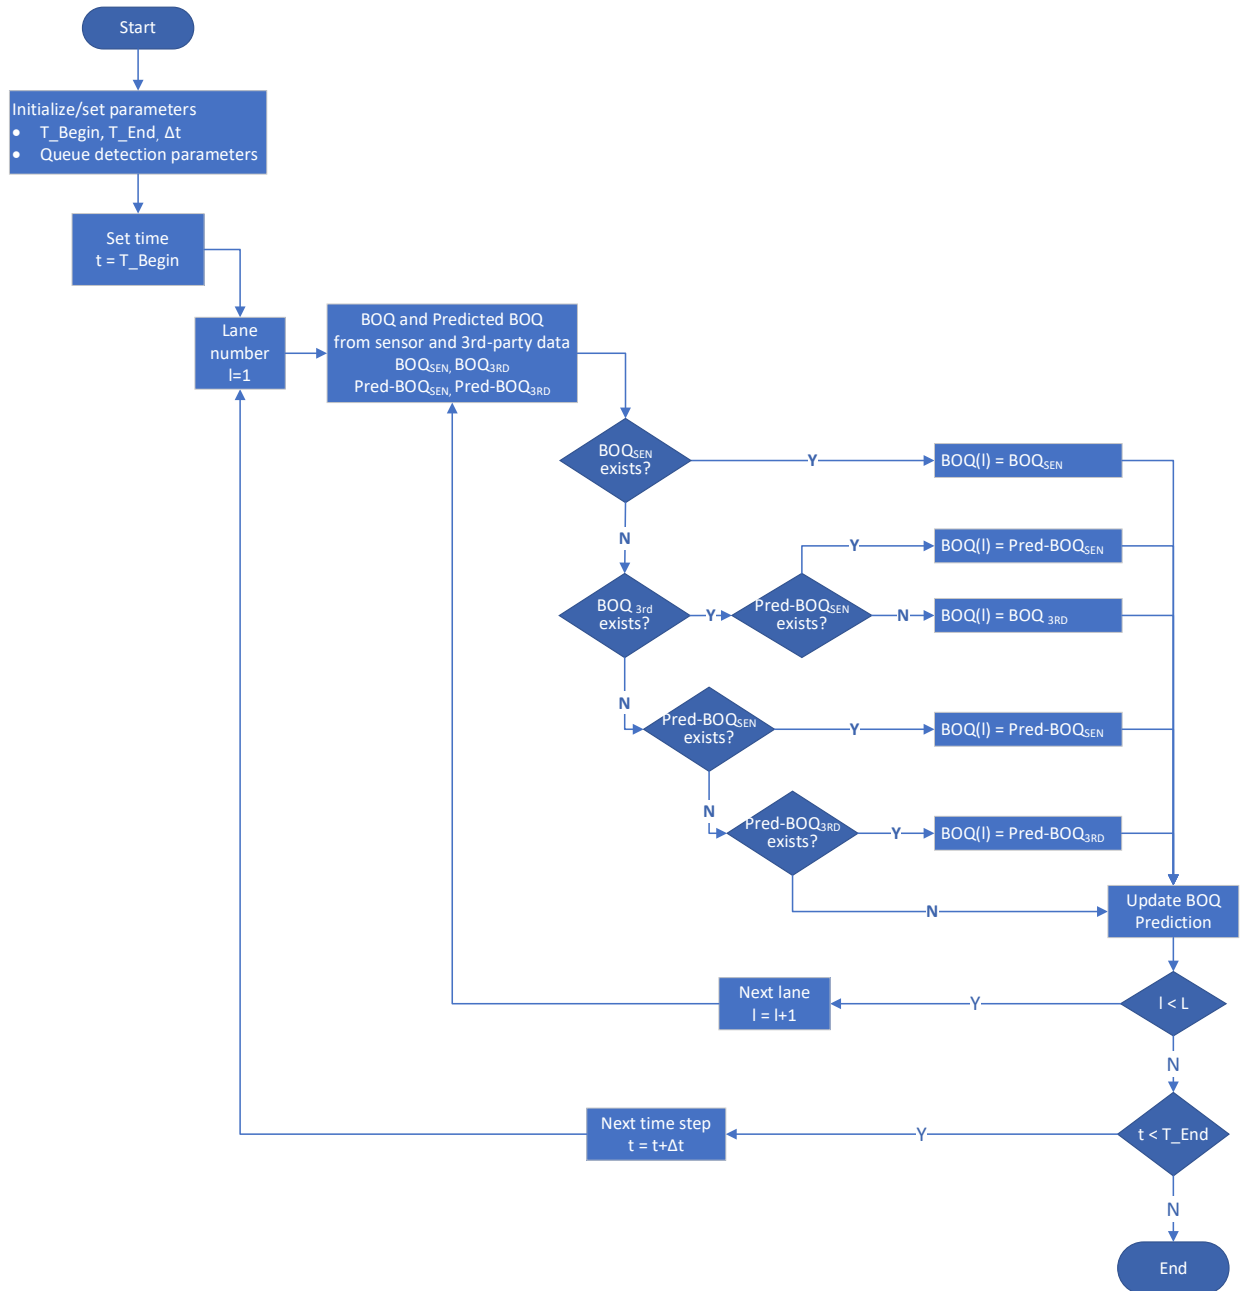 Start
Initialize/set parameters
• T_Begin, T_End, Δt
• Queue detection parameters
Set time
t = T_Begin
Lane
number
l=1
BOQ and Predicted BOQ
from sensor and 3rd-party data
BOQSEN, BOQ3RD
Pred-BOQSEN, Pred-BOQ3RD
BOQSEN
exists?
Y
BOQ(l) = BOQSEN
N
BOQ 3rd
exists?
Y
Pred-BOQSEN
exists?
Y
BOQ(l) = Pred-BOQSEN
N
BOQ(l) = BOQ 3RD
N
Pred-BOQSEN
exists?
Y
BOQ(l) = Pred-BOQSEN
N
Pred-BOQ3RD
exists?
Y
BOQ(l) = Pred-BOQ3RD
N
Update BOQ
Prediction
l < L
Y
Next lane
l = l+1
N
t < T_End
Y
Next time step
t = t+Δt
N
End